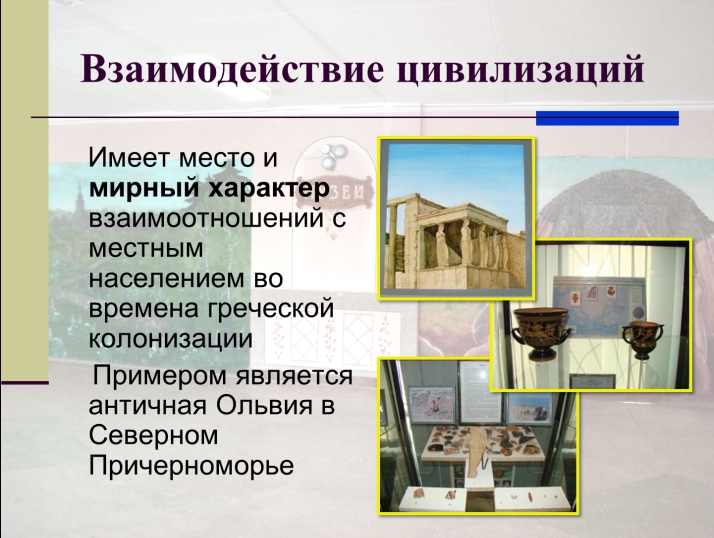 Взаимодействие цивилизаций
Имеет место и
мирный характер
взаимоотношений с
местным
населением во
времена греческой
колонизации
Примером является
античная Ольвия в
Северном
Причерноморье